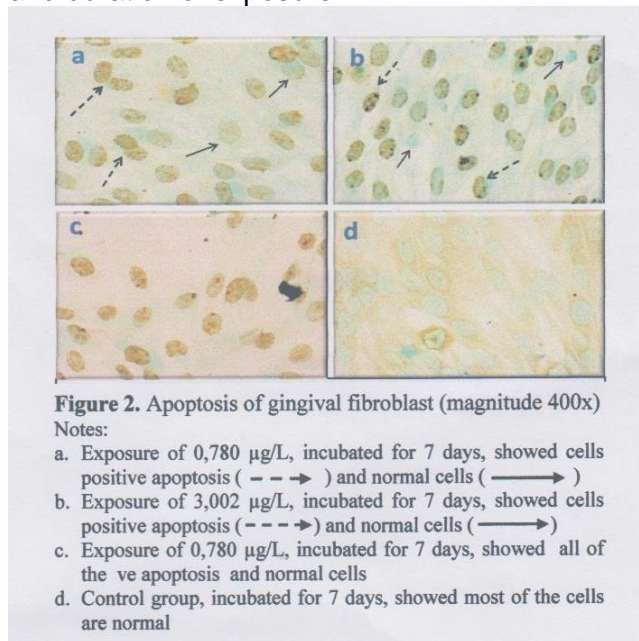 a
b
c
d
Figure 2. Apoptosis of gingival fibroblast (magnitude 400x)
Notes:
a. Exposure of 0,780 µg/L, incubated for 7 days, showed cells
positive apoptosis ( ) and normal cells ( )
b. Exposure of 3,002 µg/L, incubated for 7 days, showed cells
positive apoptosis ( ) and normal cells ( )
c. Exposure of 0,780 µg/L, incubated for 7 days, showed all of
the ve apoptosis and normal cells
d. Control group, incubated for 7 days, showed most of the cells
are normal